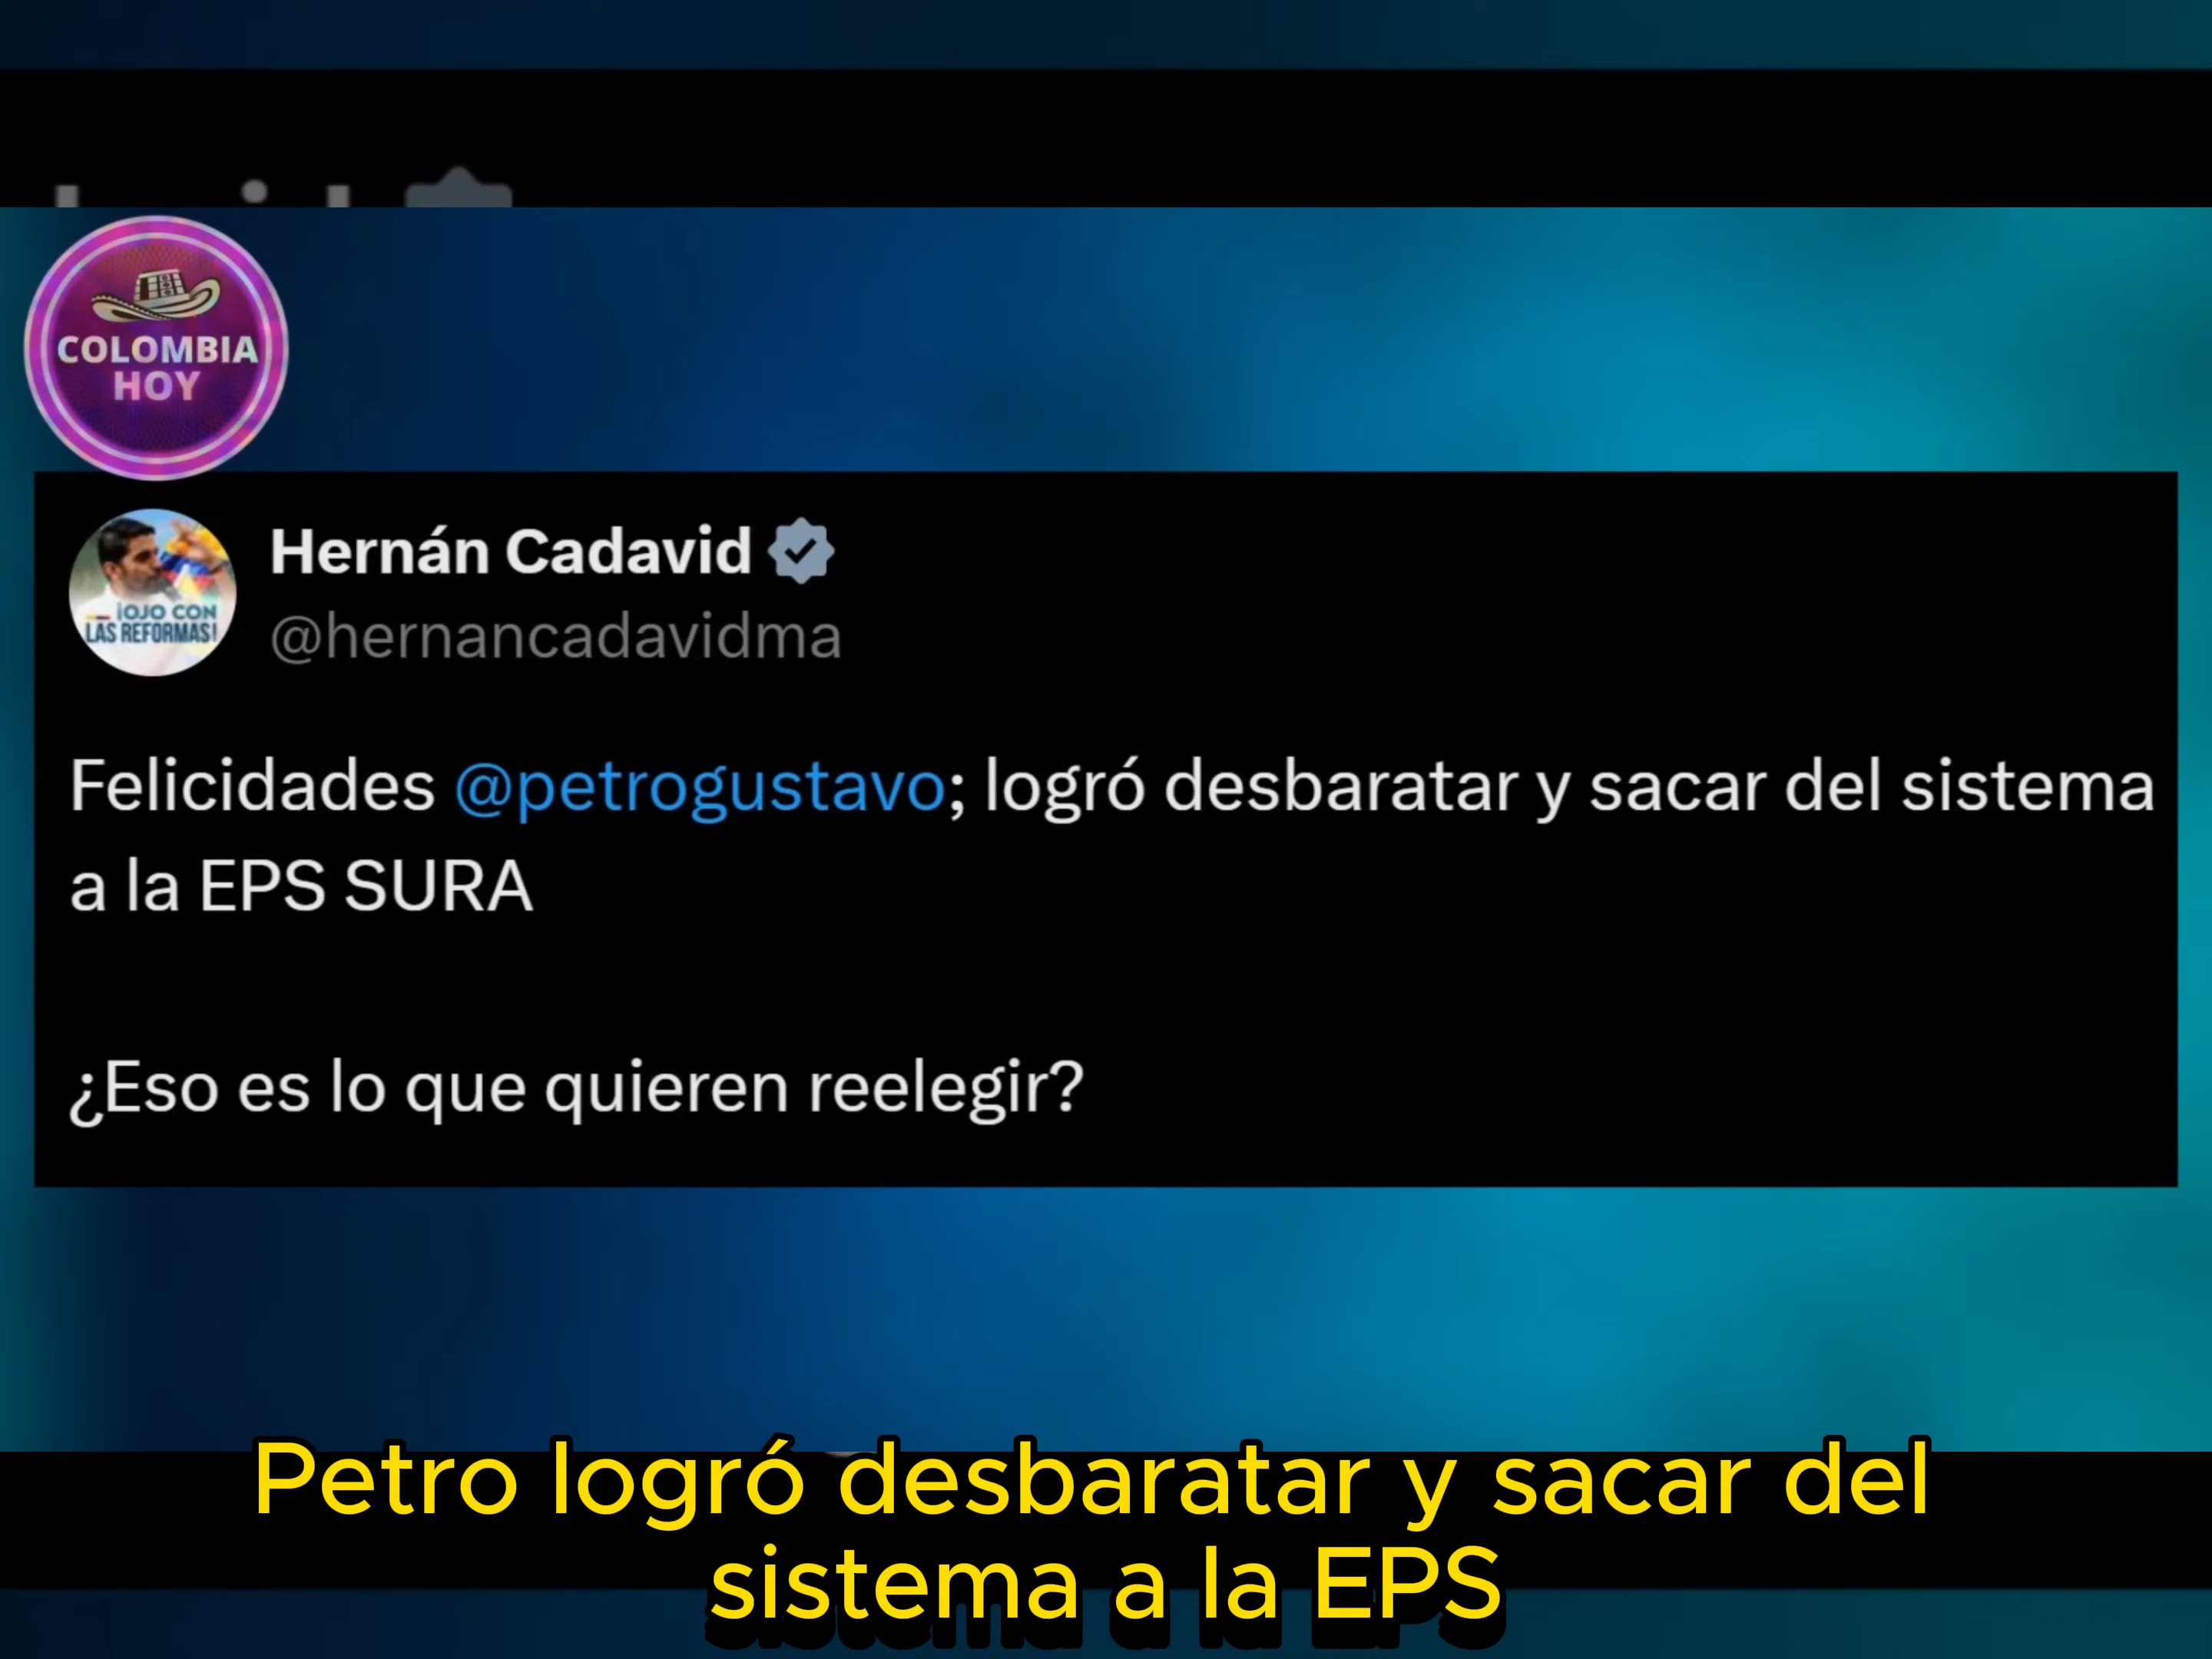 COLOMBIA
HOY
Hernán Cadavid
@hernancadavidma
¡OJO CON
LAS REFORMAS!
Felicidades @petrogustavo; logró desbaratar y sacar del sistema
a la EPS SURA
¿Eso es lo que quieren reelegir?
Petro logró desbaratar y sacar del
sistema a la EPS